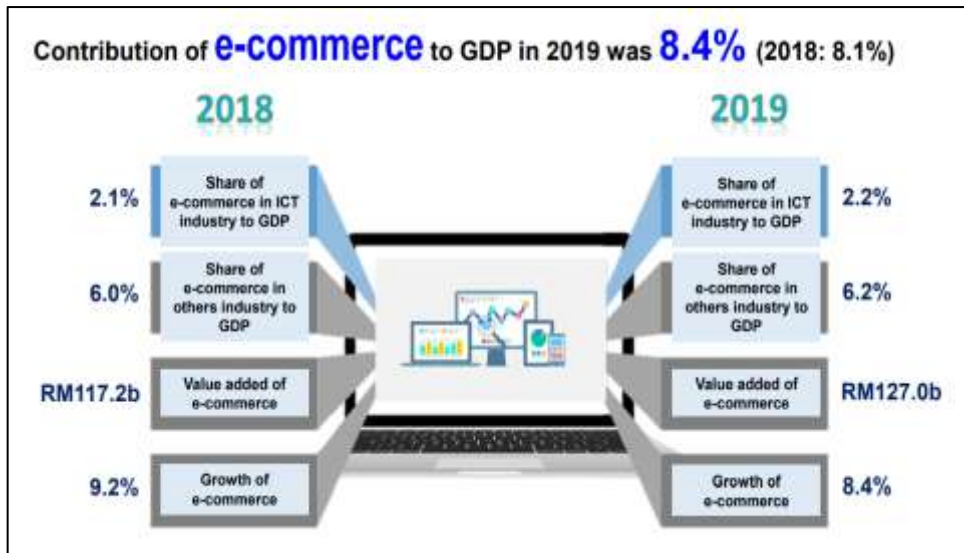 Contribution of e-commerce to GDP in 2019 was 8.4% (2018: 8.1%)
2018
2.1%
Share of
e-commerce in ICT
industry to GDP
6.0%
Share of
e-commerce in
others industry to
GDP
RM117.2b
Value added of
e-commerce
9.2%
Growth of
e-commerce
2019
Share of
e-commerce in ICT
industry to GDP
2.2%
Share of
e-commerce in
others industry to
GDP
6.2%
Value added of
e-commerce
RM127.0b
Growth of
e-commerce
8.4%